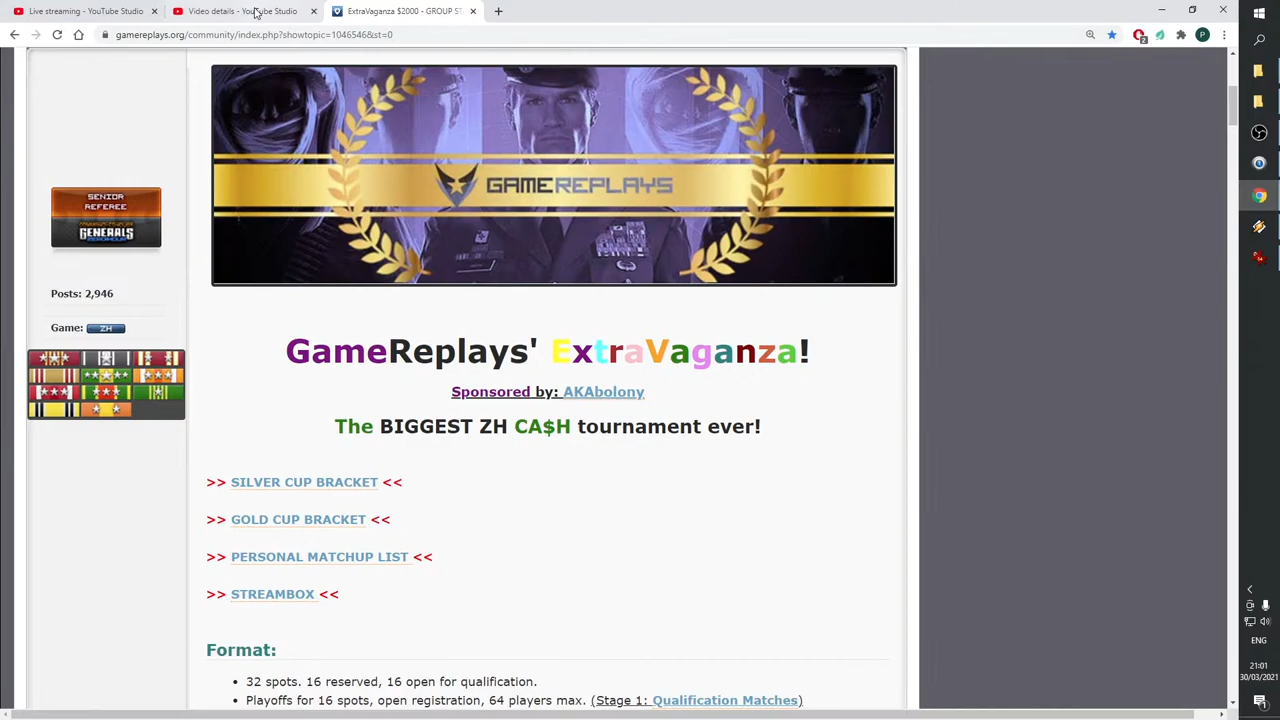 Live streaming - YouTube Studio
Video details - YouTube Studio
ExtraVaganza $2000 - GROUP ST
gamereplays.org/community/index.php?showtopic=1046546&st=0
P
2
GAMEREPLAYS
SENIOR
REFEREE
GENERALS
Posts: 2,946
Game: ZH
GameReplays' ExtraVaganza!
Sponsored by: AKAbolony
The BIGGEST ZH CA$H tournament ever!
>> SILVER CUP BRACKET <<
>> GOLD CUP BRACKET <<
>> PERSONAL MATCHUP LIST <<
>> STREAMBOX <<
Format:
• 32 spots. 16 reserved, 16 open for qualification.
• Playoffs for 16 spots, open registration, 64 players max. (Stage 1: Qualification Matches)
ENG
21:01
30/03/2021